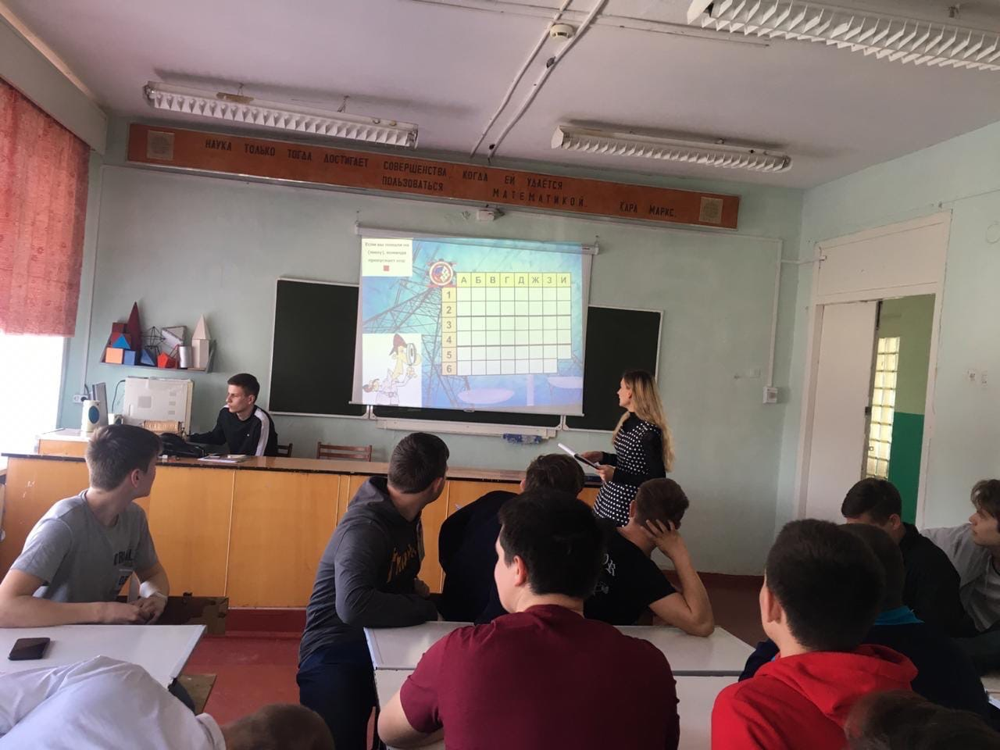 НАУКА ТОЛЬКО ТОГДА ДОСТИГАЕТ СОВЕРШЕНСТВА, КОГДА ЕЙ УДАЁТСЯ
ПОЛЬЗОВАТЬСЯ МАТЕМАТИКОЙ. КАРЛ МАРКС.
Если вы попали на
(мину), команда
пропускает ход
А Б В Г Д Ж З И
1
2
3
4
5
6